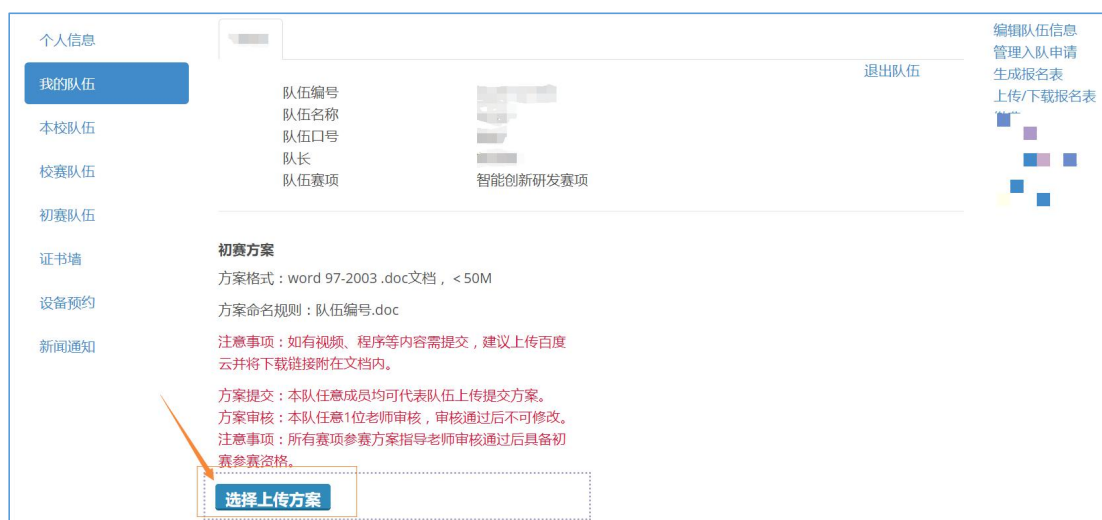 个人信息
我的队伍
本校队伍
校赛队伍
初赛队伍
证书墙
设备预约
新闻通知
退出队伍
队伍编号
队伍名称
队伍口号
队长
队伍赛项 智能创新研发赛项
初赛方案
方案格式：word 97-2003 .doc文档，< 50M
方案命名规则：队伍编号.doc
注意事项：如有视频、程序等内容需提交，建议上传百度
云并将下载链接附在文档内。
方案提交：本队任意成员均可代表队伍上传提交方案。
方案审核：本队任意1位老师审核，审核通过后不可修改。
注意事项：所有赛项参赛方案指导老师审核通过后具备初
赛参赛资格。
选择上传方案
编辑队伍信息
管理入队申请
生成报名表
上传/下载报名表